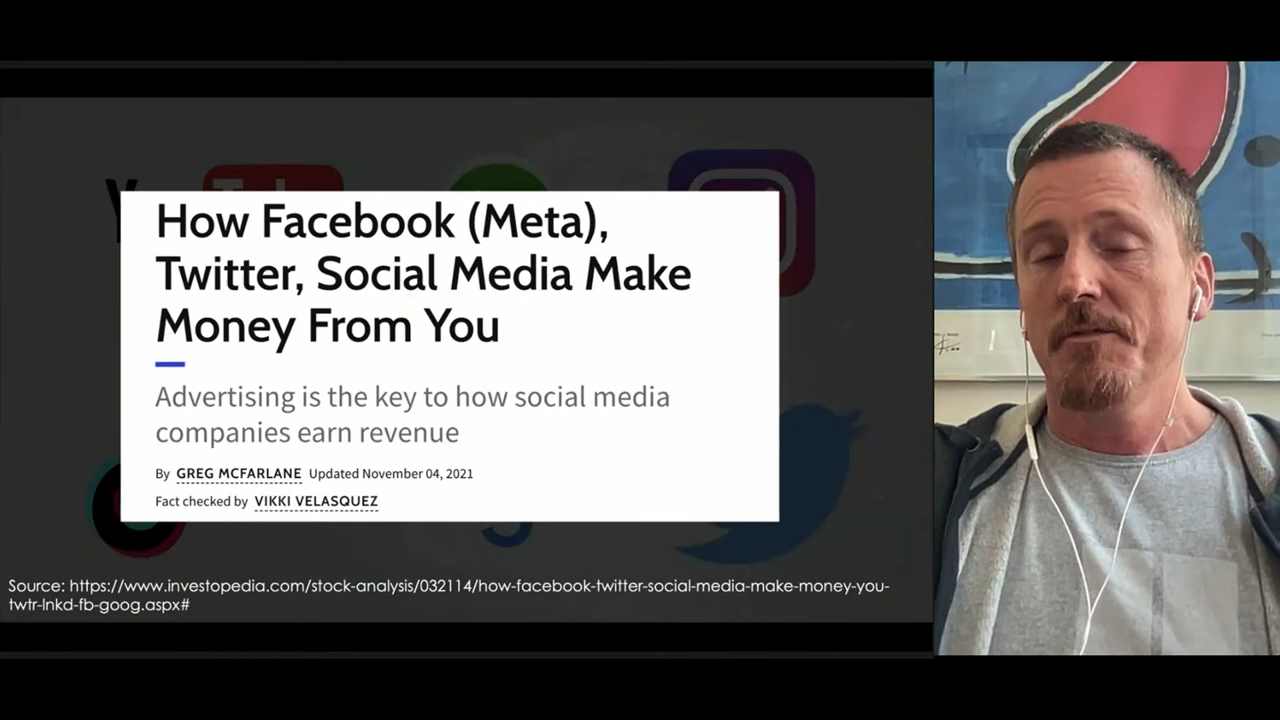 How Facebook (Meta),
Twitter, Social Media Make
Money From You
Advertising is the key to how social media
companies earn revenue
By GREG MCFARLANE Updated November 04, 2021
Fact checked by VIKKI VELASQUEZ
Source: https://www.investopedia.com/stock-analysis/032114/how-facebook-twitter-social-media-make-money-you-
twtr-lnkd-fb-goog.aspx#